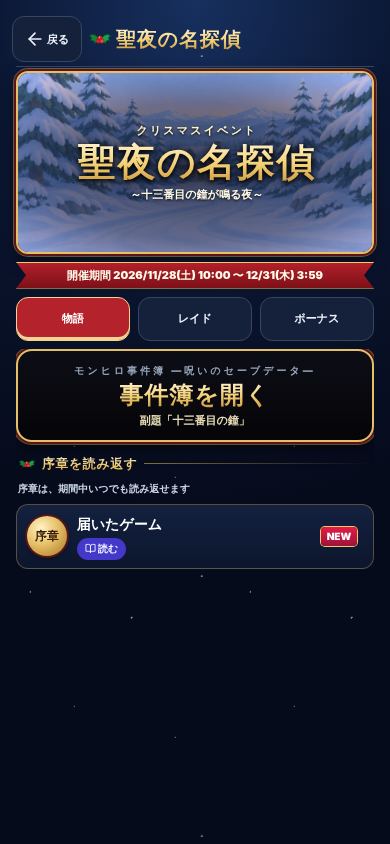 戻る
聖夜の名探偵
クリスマスイベント
聖夜の名探偵
～十三番目の鐘が鳴る夜～
開催期間 2026/11/28(土) 10:00 〜 12/31(木) 3:59
物語
レイド
ボーナス
モンヒロ事件簿 ―呪いのセーブデータ―
事件簿を開く
副題「十三番目の鐘」
序章を読み返す
序章は、期間中いつでも読み返せます
序章
届いたゲーム
読む
NEW